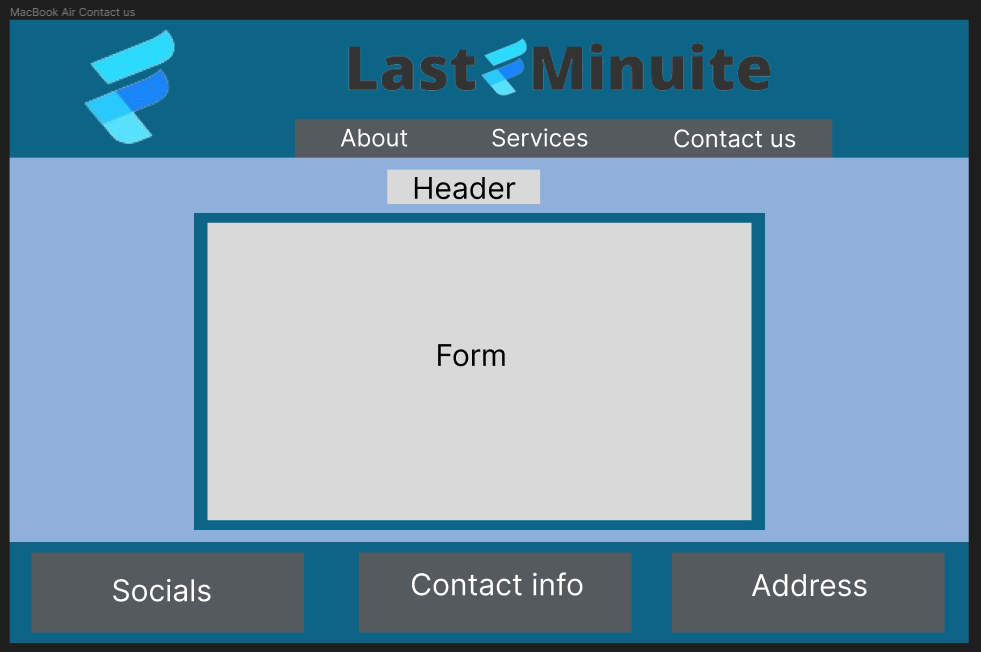 MacBook Air Contact us
Last Minuite
About Services Contact us
Header
Form
Socials Contact info Address